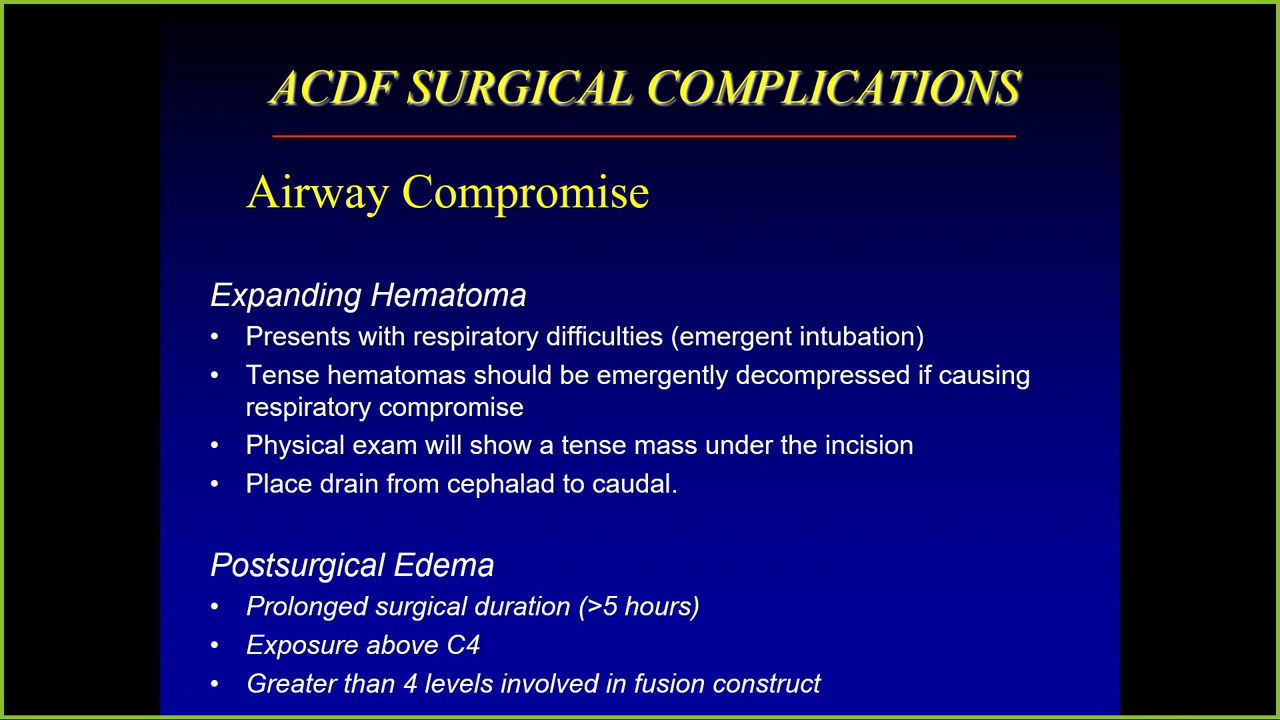 ACDF SURGICAL COMPLICATIONS
Airway Compromise
Expanding Hematoma
• Presents with respiratory difficulties (emergent intubation)
• Tense hematomas should be emergently decompressed if causing
respiratory compromise
• Physical exam will show a tense mass under the incision
• Place drain from cephalad to caudal.
Postsurgical Edema
• Prolonged surgical duration (>5 hours)
• Exposure above C4
• Greater than 4 levels involved in fusion construct